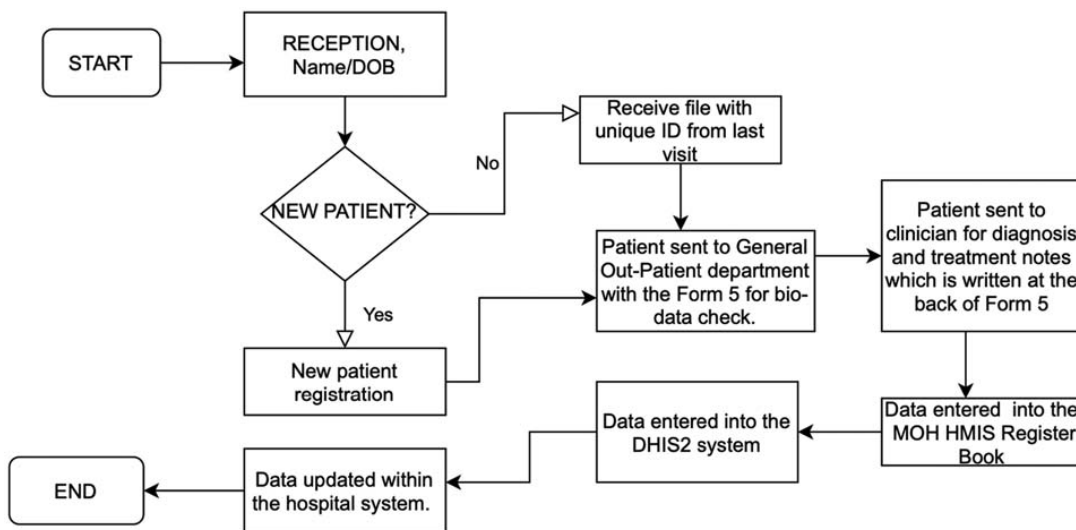 START
RECEPTION,
Name/DOB
NEW PATIENT?
No
Receive file with
unique ID from last
visit
Yes
New patient
registration
Patient sent to General
Out-Patient department
with the Form 5 for bio-
data check.
Patient sent to
clinician for diagnosis
and treatment notes
which is written at the
back of Form 5
Data entered into the
MOH HMIS Register
Book
Data entered into the
DHIS2 system
Data updated within
the hospital system.
END